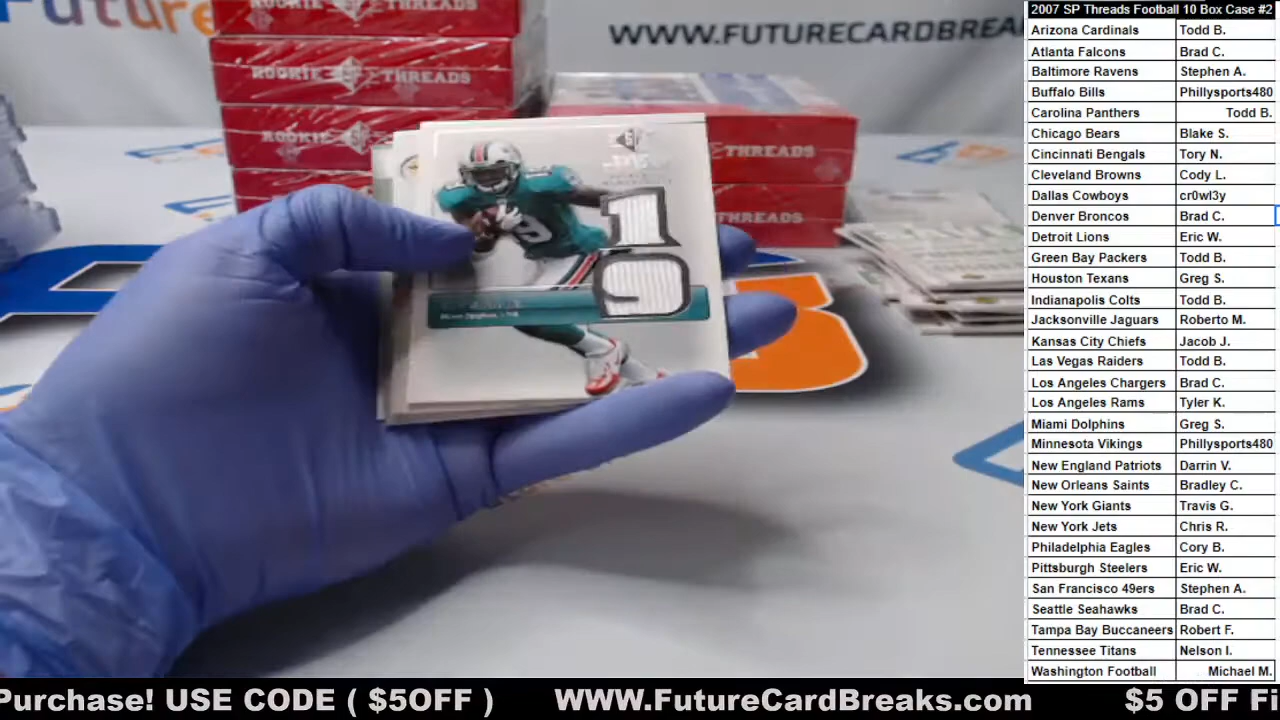 Future
WWW.FUTURECARDBREA
ROOKIE THREADS
ROOKIE THREADS
ROOKIE THREADS
THREADS
THREADS
19
19
2007 SP Threads Football 10 Box Case #2
Arizona Cardinals Todd B.
Atlanta Falcons Brad C.
Baltimore Ravens Stephen A.
Buffalo Bills Phillysports480
Carolina Panthers Todd B.
Chicago Bears Blake S.
Cincinnati Bengals Tory N.
Cleveland Browns Cody L.
Dallas Cowboys cr0wl3y
Denver Broncos Brad C.
Detroit Lions Eric W.
Green Bay Packers Todd B.
Houston Texans Greg S.
Indianapolis Colts Todd B.
Jacksonville Jaguars Roberto M.
Kansas City Chiefs Jacob J.
Las Vegas Raiders Todd B.
Los Angeles Chargers Brad C.
Los Angeles Rams Tyler K.
Miami Dolphins Greg S.
Minnesota Vikings Phillysports480
New England Patriots Darrin V.
New Orleans Saints Bradley C.
New York Giants Travis G.
New York Jets Chris R.
Philadelphia Eagles Cory B.
Pittsburgh Steelers Eric W.
San Francisco 49ers Stephen A.
Seattle Seahawks Brad C.
Tampa Bay Buccaneers Robert F.
Tennessee Titans Nelson I.
Washington Football Michael M.
Purchase! USE CODE ( $5OFF ) WWW.FutureCardBreaks.com $5 OFF Fi